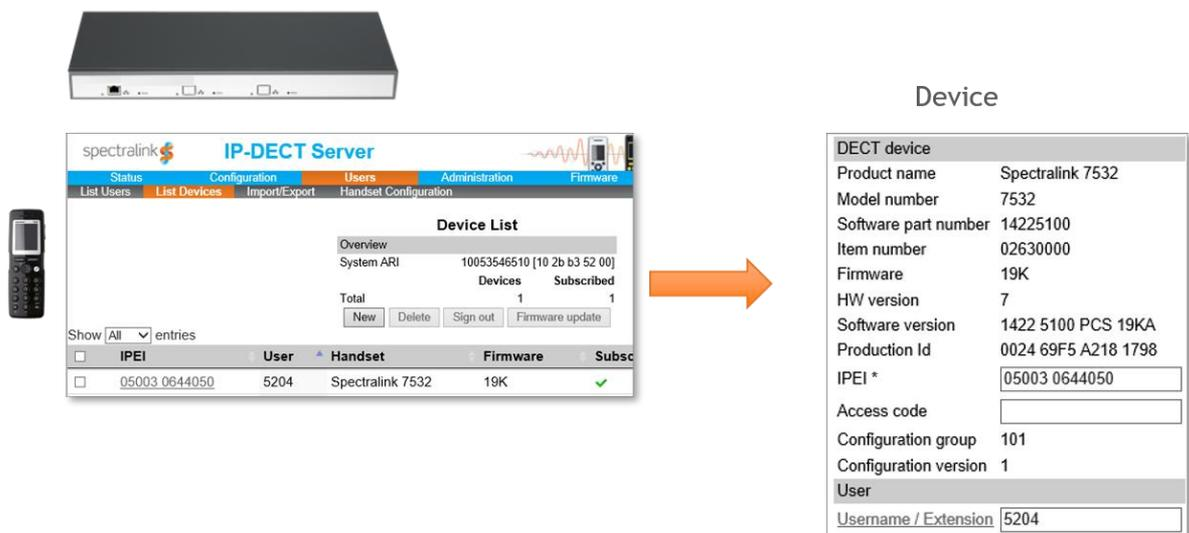 spectralink
IP-DECT Server
Status Configuration Users Administration Firmware
List Users List Devices Import/Export Handset Configuration
Device List
Overview
System ARI 10053546510 [10 2b b3 52 00]
Devices Subscribed
Total 1 1
New Delete Sign out Firmware update
Show All entries
IPEI User Handset Firmware Subsc
05003 0644050 5204 Spectralink 7532 19K
Device
DECT device
Product name Spectralink 7532
Model number 7532
Software part number 14225100
Item number 02630000
Firmware 19K
HW version 7
Software version 1422 5100 PCS 19KA
Production Id 0024 69F5 A218 1798
IPEI * 05003 0644050
Access code
Configuration group 101
Configuration version 1
User
Username / Extension 5204